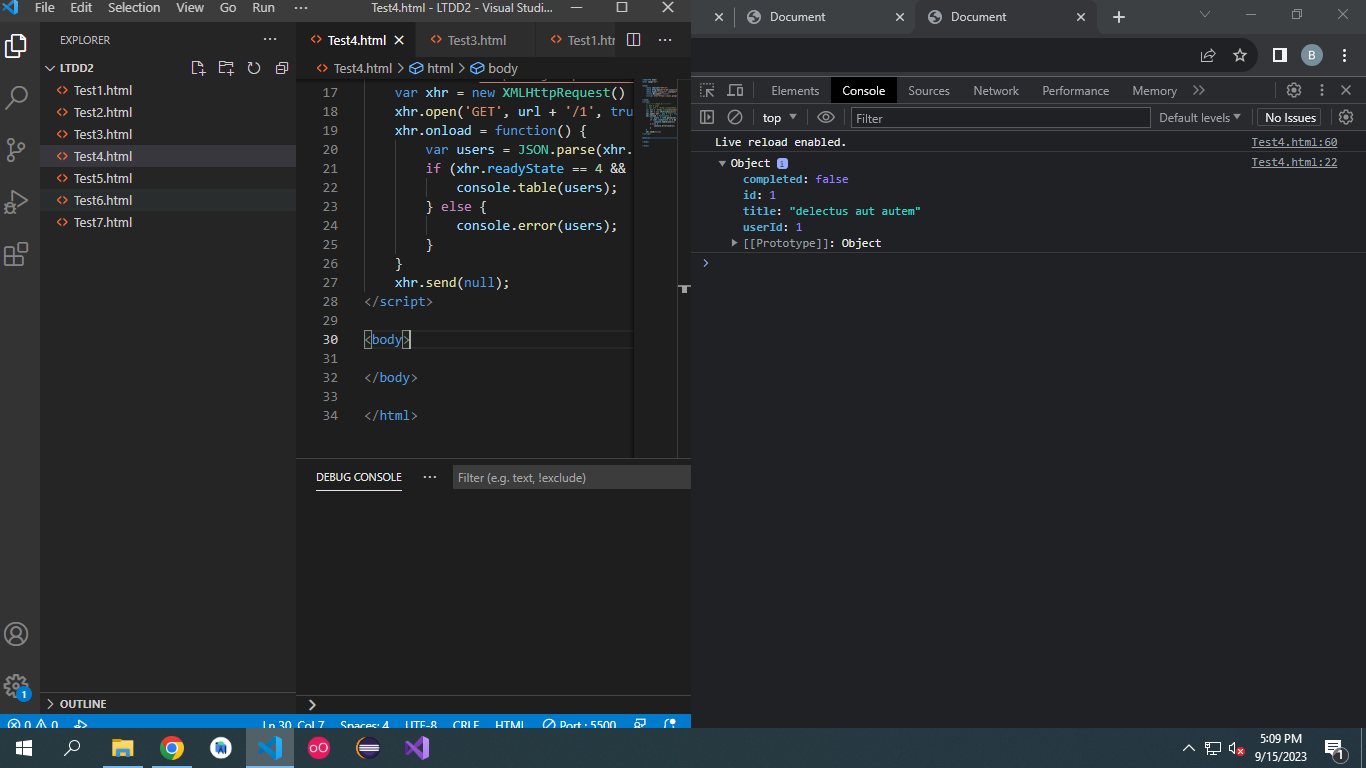 File Edit Selection View Go Run ··· Test4.html - LTDD2 - Visual Studi...
EXPLORER ···
LTDD2
Test1.html
Test2.html
Test3.html
Test4.html
Test5.html
Test6.html
Test7.html
OUTLINE
1
Test4.html Test3.html Test1.ht ···
Test4.html > html > body
17 var xhr = new XMLHttpRequest()
18 xhr.open('GET', url + '/1', tru
19 xhr.onload = function() {
20 var users = JSON.parse(xhr.
21 if (xhr.readyState == 4 &&
22 console.table(users);
23 } else {
24 console.error(users);
25 }
26 }
27 xhr.send(null);
28 </script>
29
30 <body>
31
32 </body>
33
34 </html>
DEBUG CONSOLE ··· Filter (e.g. text, !exclude)
0 0 Ln 30, Col 7 Spaces: 4 UTF-8 CRLF HTML Port : 5500
Document Document
B
Elements Console Sources Network Performance Memory
top Filter Default levels No Issues
Live reload enabled. Test4.html:60
Object i Test4.html:22
completed: false
id: 1
title: "delectus aut autem"
userId: 1
[[Prototype]]: Object
5:09 PM
9/15/2023
1